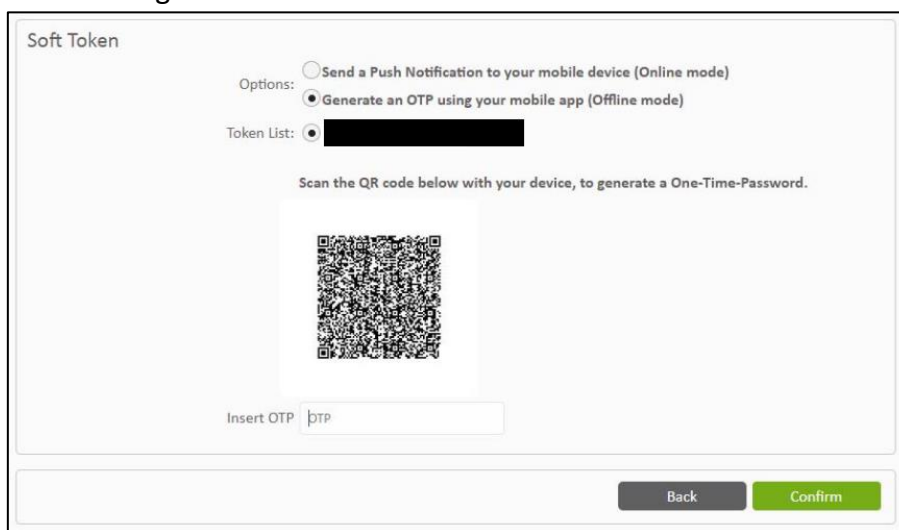 Soft Token
Options: Send a Push Notification to your mobile device (Online mode)
Generate an OTP using your mobile app (Offline mode)
Token List:
Scan the QR code below with your device, to generate a One-Time-Password.
Insert OTP OTP
Back Confirm